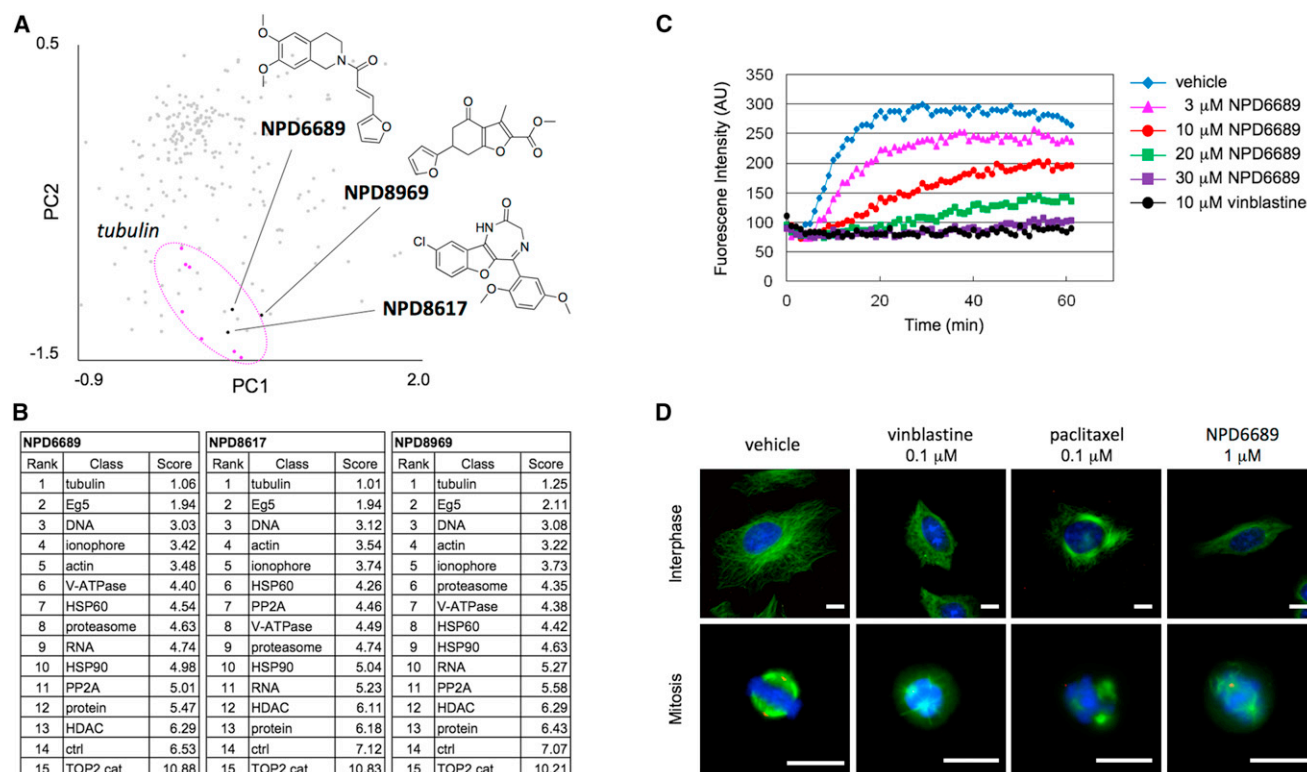 A
0.5
PC2
-1.5
-0.9
PC1
2.0
tubulin
NPD6689
NPD8969
NPD8617
O
O
N
O
O
O
O
O
O
O
O
HN
N
Cl
O
O
O
B
NPD6689
Rank Class Score
1 tubulin 1.06
2 Eg5 1.94
3 DNA 3.03
4 ionophore 3.42
5 actin 3.48
6 V-ATPase 4.40
7 HSP60 4.54
8 proteasome 4.63
9 RNA 4.74
10 HSP90 4.98
11 PP2A 5.01
12 protein 5.47
13 HDAC 6.29
14 ctrl 6.53
15 TOP2 cat 10.88
NPD8617
Rank Class Score
1 tubulin 1.01
2 Eg5 1.94
3 DNA 3.12
4 actin 3.54
5 ionophore 3.74
6 HSP60 4.26
7 PP2A 4.46
8 V-ATPase 4.49
9 proteasome 4.74
10 HSP90 5.04
11 RNA 5.23
12 HDAC 6.11
13 protein 6.18
14 ctrl 7.12
15 TOP2 cat 10.83
NPD8969
Rank Class Score
1 tubulin 1.25
2 Eg5 2.11
3 DNA 3.08
4 actin 3.22
5 ionophore 3.73
6 proteasome 4.35
7 V-ATPase 4.38
8 HSP60 4.42
9 HSP90 4.63
10 RNA 5.27
11 PP2A 5.58
12 HDAC 6.29
13 protein 6.43
14 ctrl 7.07
15 TOP2 cat 10.21
C
Fluorescene Intensity (AU)
350
300
250
200
150
100
50
0
0 20 40 60
Time (min)
vehicle
3 μM NPD6689
10 μM NPD6689
20 μM NPD6689
30 μM NPD6689
10 μM vinblastine
D
vehicle
vinblastine
0.1 μM
paclitaxel
0.1 μM
NPD6689
1 μM
Interphase
Mitosis